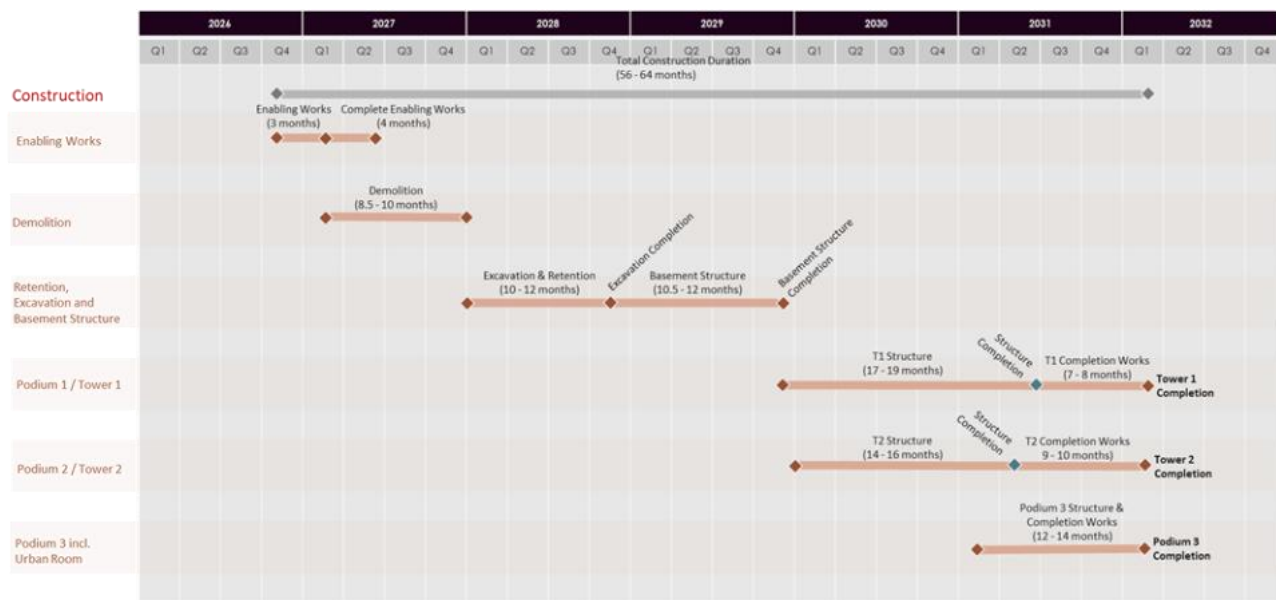 2026 2027 2028 2029 2030 2031 2032
Q1 Q2 Q3 Q4 Q1 Q2 Q3 Q4 Q1 Q2 Q3 Q4 Q1 Q2 Q3 Q4 Q1 Q2 Q3 Q4 Q1 Q2 Q3 Q4 Q1 Q2 Q3 Q4
Total Construction Duration
(56 - 64 months)
Construction
Enabling Works
(3 months)
Complete Enabling Works
(4 months)
Enabling Works
Demolition
(8.5 - 10 months)
Demolition
Excavation & Retention
(10 - 12 months)
Excavation Completion
Basement Structure
(10.5 - 12 months)
Basement Structure
Completion
Retention,
Excavation and
Basement Structure
T1 Structure
(17 - 19 months)
Structure
Completion
T1 Completion Works
(7 - 8 months)
Podium 1 / Tower 1
Tower 1
Completion
T2 Structure
(14 - 16 months)
Structure
Completion
T2 Completion Works
9 - 10 months)
Podium 2 / Tower 2
Tower 2
Completion
Podium 3 Structure &
Completion Works
(12 - 14 months)
Podium 3 incl.
Urban Room
Podium 3
Completion